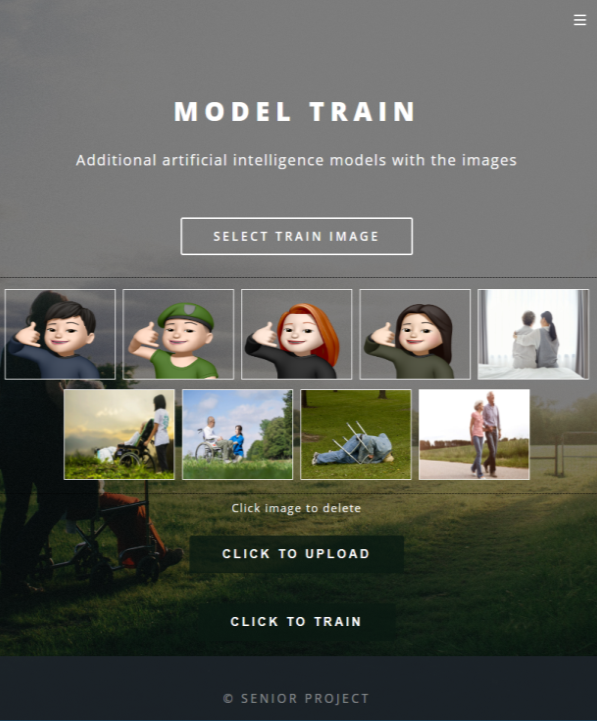 MODEL TRAIN
Additional artificial intelligence models with the images
SELECT TRAIN IMAGE
Click image to delete
CLICK TO UPLOAD
CLICK TO TRAIN
© SENIOR PROJECT